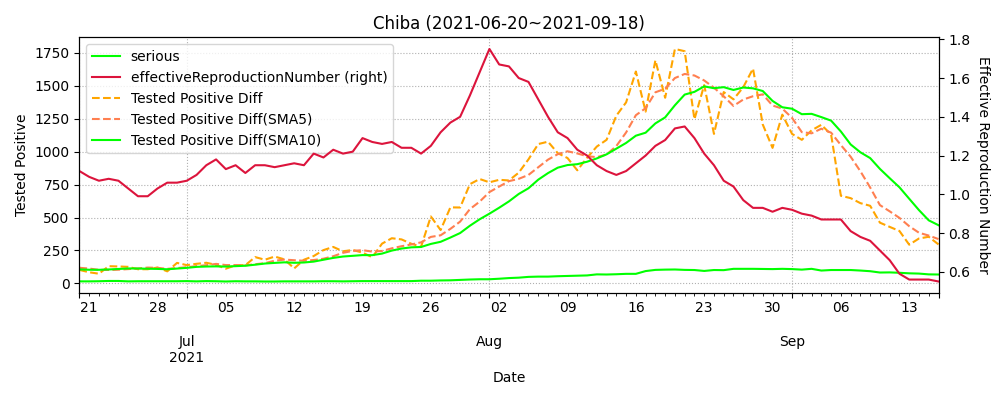 Chiba (2021-06-20~2021-09-18)
serious
effectiveReproductionNumber (right)
Tested Positive Diff
Tested Positive Diff(SMA5)
Tested Positive Diff(SMA10)
Tested Positive
1750
1500
1250
1000
750
500
250
0
Effective Reproduction Number
1.8
1.6
1.4
1.2
1.0
0.8
0.6
21 28 05 12 19 26 02 09 16 23 30 06 13
Jul Aug Sep
2021
Date